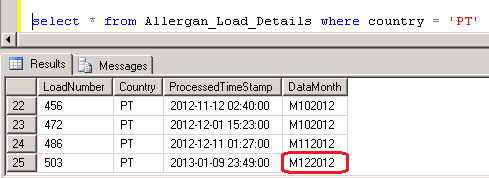 select * from Allergan_Load_Details where country = 'PT'
Results Messages
LoadNumber Country ProcessedTimeStamp DataMonth
22 456 PT 2012-11-12 02:40:00 M102012
23 472 PT 2012-12-01 15:23:00 M102012
24 486 PT 2012-12-11 01:27:00 M112012
25 503 PT 2013-01-09 23:49:00 M122012